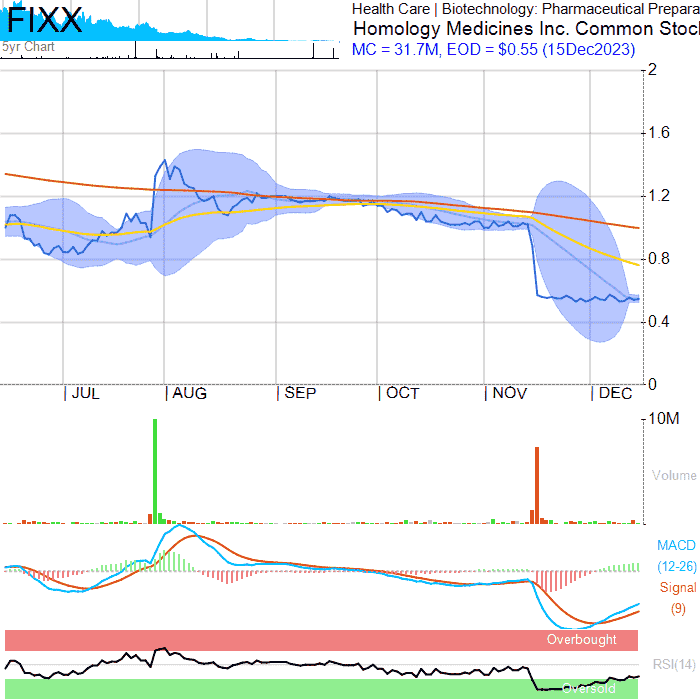 FIXX
5yr Chart
Health Care | Biotechnology: Pharmaceutical Prepara
Homology Medicines Inc. Common Stoc
MC = 31.7M, EOD = $0.55 (15Dec2023)
2
1.6
1.2
0.8
0.4
0
JUL AUG SEP OCT NOV DEC
10M
Volume
MACD
(12-26)
Signal
(9)
Overbought
RSI(14)
Oversold